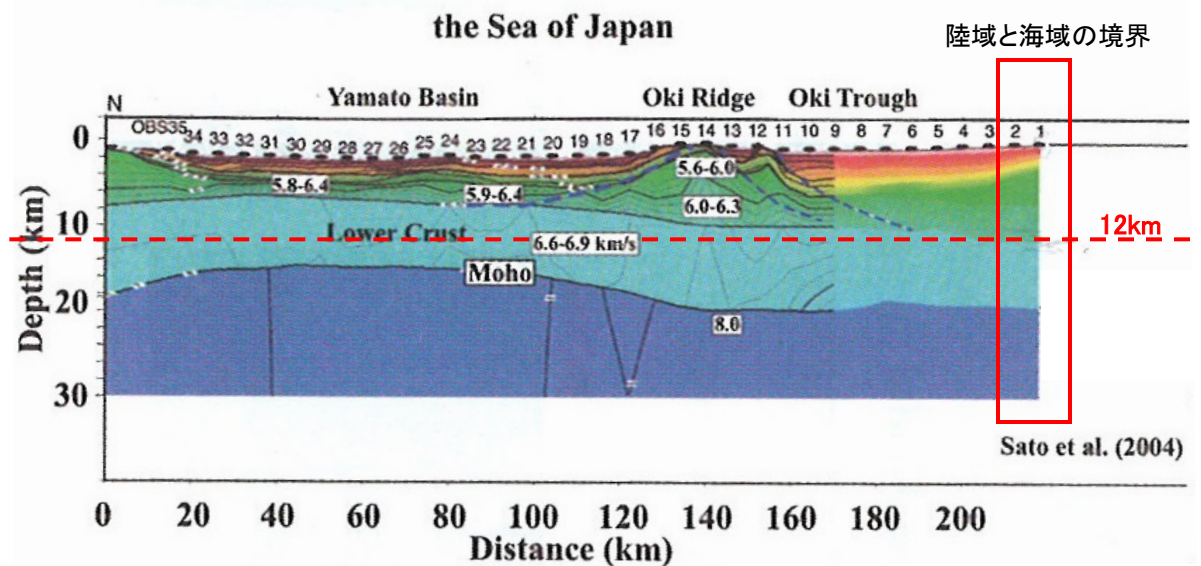 the Sea of Japan
陸域と海域の境界
Yamato Basin
Oki Ridge
Oki Trough
N
OBS35 34 33 32 31 30 29 28 27 26 25 24 23 22 21 20 19 18 17 16 15 14 13 12 11 10 9 8 7 6 5 4 3 2 1
0
10
20
30
Depth (km)
5.6-6.0
5.8-6.4
5.9-6.4
6.0-6.3
12km
Lower Crust
6.6-6.9 km/s
Moho
8.0
Sato et al. (2004)
0 20 40 60 80 100 120 140 160 180 200
Distance (km)